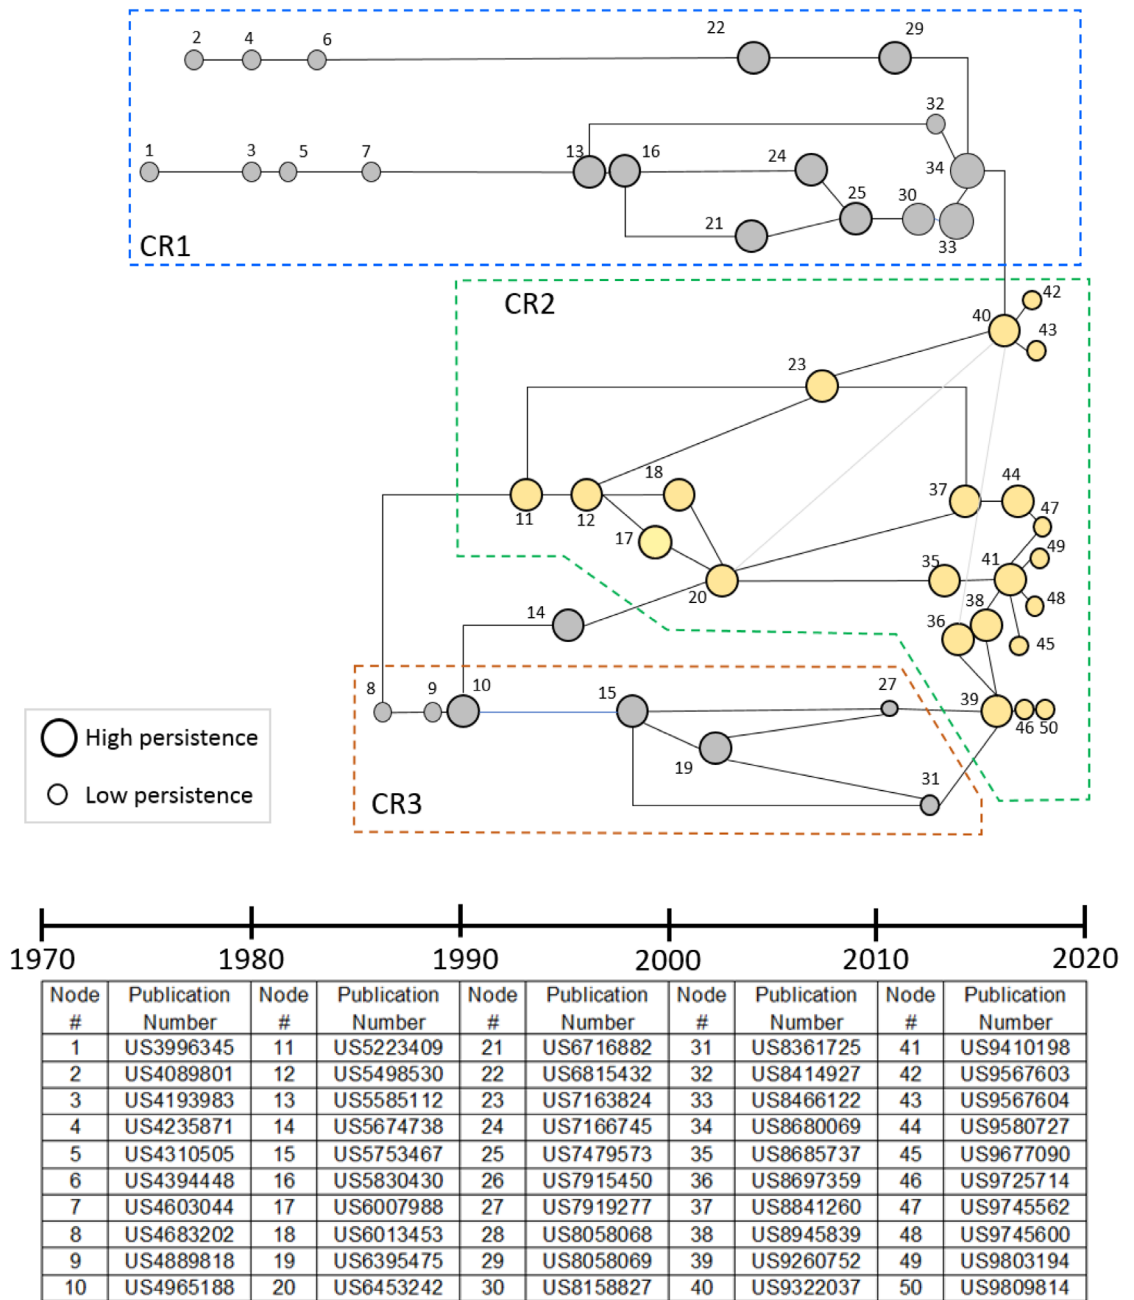 2 4 6 22 29
32
1 3 5 7 13 16 24 34
25 30
21 33
CR1
CR2
42
40
43
23
18 37 44
11 12 47
17 49
41
35
20 38 48
14 36 45
8 9 10 15 27 39
46 50
19
31
CR3
High persistence
Low persistence
1970 1980 1990 2000 2010 2020
Node Publication Node Publication Node Publication Node Publication Node Publication
# Number # Number # Number # Number # Number
1 US3996345 11 US5223409 21 US6716882 31 US8361725 41 US9410198
2 US4089801 12 US5498530 22 US6815432 32 US8414927 42 US9567603
3 US4193983 13 US5585112 23 US7163824 33 US8466122 43 US9567604
4 US4235871 14 US5674738 24 US7166745 34 US8680069 44 US9580727
5 US4310505 15 US5753467 25 US7479573 35 US8685737 45 US9677090
6 US4394448 16 US5830430 26 US7915450 36 US8697359 46 US9725714
7 US4603044 17 US6007988 27 US7919277 37 US8841260 47 US9745562
8 US4683202 18 US6013453 28 US8058068 38 US8945839 48 US9745600
9 US4889818 19 US6395475 29 US8058069 39 US9260752 49 US9803194
10 US4965188 20 US6453242 30 US8158827 40 US9322037 50 US9809814